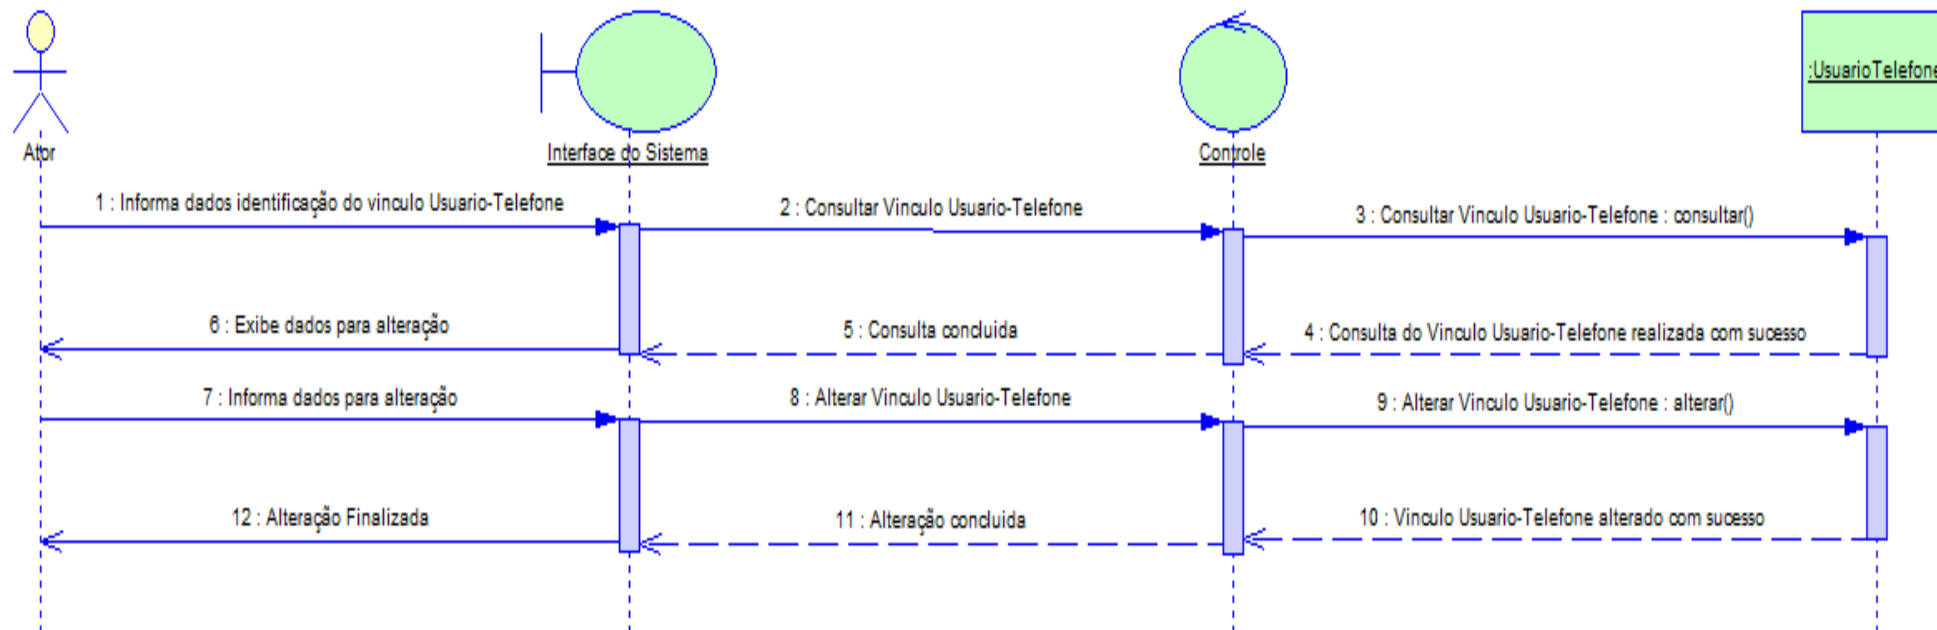 :UsuarioTelefone
Ator
Interface do Sistema
Controle
1 : Informa dados identificação do vinculo Usuario-Telefone
2 : Consultar Vinculo Usuario-Telefone
3 : Consultar Vinculo Usuario-Telefone : consultar()
6 : Exibe dados para alteração
5 : Consulta concluida
4 : Consulta do Vinculo Usuario-Telefone realizada com sucesso
7 : Informa dados para alteração
8 : Alterar Vinculo Usuario-Telefone
9 : Alterar Vinculo Usuario-Telefone : alterar()
12 : Alteração Finalizada
11 : Alteração concluida
10 : Vinculo Usuario-Telefone alterado com sucesso